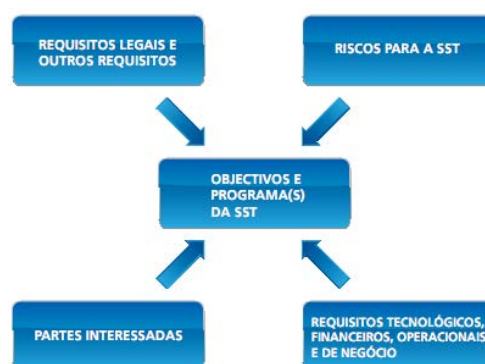 REQUISITOS LEGAIS E
OUTROS REQUISITOS
RISCOS PARA A SST
OBJECTIVOS E
PROGRAMA(S)
DA SST
PARTES INTERESSADAS
REQUISITOS TECNOLÓGICOS,
FINANCEIROS, OPERACIONAIS
E DE NEGÓCIO